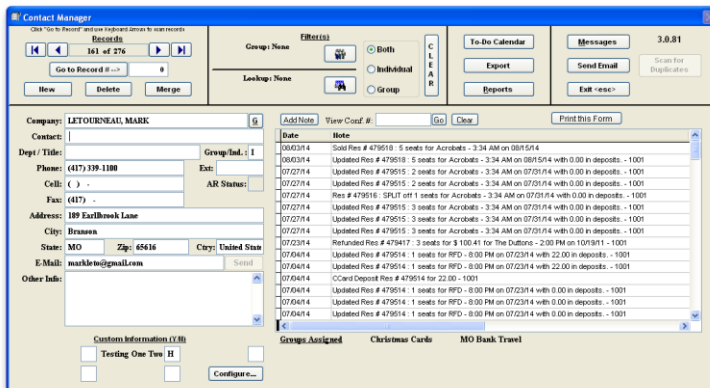 Contact Manager
Click "Go to Record" and use Keyboard Arrows to scan records
Records
161 of 276
Go to Record # -->
0
New
Delete
Merge
Filter(s)
Group: None
Lookup: None
Both
Individual
Group
C
L
E
A
R
To-Do Calendar
Export
Reports
Messages
Send Email
Exit <esc>
3.0.81
Scan for
Duplicates
Company: LETOURNEAU, MARK G
Contact:
Dept / Title: Group/Ind. : I
Phone: (417) 339-1100 Ext:
Cell: ( ) - AR Status:
Fax: (417) -
Address: 189 Earlbrook Lane
City: Branson
State: MO Zip: 65616 Ctry: United State
E-Mail: markleto@gmail.com Send
Other Info:
Custom Information (Y/N)
Testing One Two H
Configure...
Add Note View Conf. #: Go Clear Print this Form
Date Note
08/03/14 Sold Res # 479518 : 5 seats for Acrobats - 3:34 AM on 08/15/14
08/03/14 Updated Res # 479518 : 5 seats for Acrobats - 3:34 AM on 08/15/14 with 0.00 in deposits. - 1001
07/27/14 Updated Res # 479515 : 2 seats for Acrobats - 3:34 AM on 07/31/14 with 0.00 in deposits. - 1001
07/27/14 Updated Res # 479515 : 2 seats for Acrobats - 3:34 AM on 07/31/14 with 0.00 in deposits. - 1001
07/27/14 Res # 479516 : SPLIT off 1 seats for Acrobats - 3:34 AM on 07/31/14 with 0.00 in deposits. - 1001
07/27/14 Updated Res # 479515 : 3 seats for Acrobats - 3:34 AM on 07/31/14 with 0.00 in deposits. - 1001
07/27/14 Updated Res # 479515 : 3 seats for Acrobats - 3:34 AM on 07/31/14 with 0.00 in deposits. - 1001
07/27/14 Updated Res # 479515 : 3 seats for Acrobats - 3:34 AM on 07/31/14 with 0.00 in deposits. - 1001
07/23/14 Refunded Res # 479417 : 3 seats for $ 100.41 for The Duttons - 2:00 PM on 10/19/11 - 1001
07/04/14 Updated Res # 479514 : 1 seats for RFD - 8:00 PM on 07/23/14 with 22.00 in deposits. - 1001
07/04/14 Updated Res # 479514 : 1 seats for RFD - 8:00 PM on 07/23/14 with 22.00 in deposits. - 1001
07/04/14 CCard Deposit Res # 479514 for 22.00 - 1001
07/04/14 Updated Res # 479514 : 1 seats for RFD - 8:00 PM on 07/23/14 with 0.00 in deposits. - 1001
07/04/14 Updated Res # 479514 : 1 seats for RFD - 8:00 PM on 07/23/14 with 0.00 in deposits. - 1001
07/04/14 Updated Res # 479514 : 1 seats for RFD - 8:00 PM on 07/23/14 with 0.00 in deposits. - 1001
Groups Assigned Christmas Cards MO Bank Travel